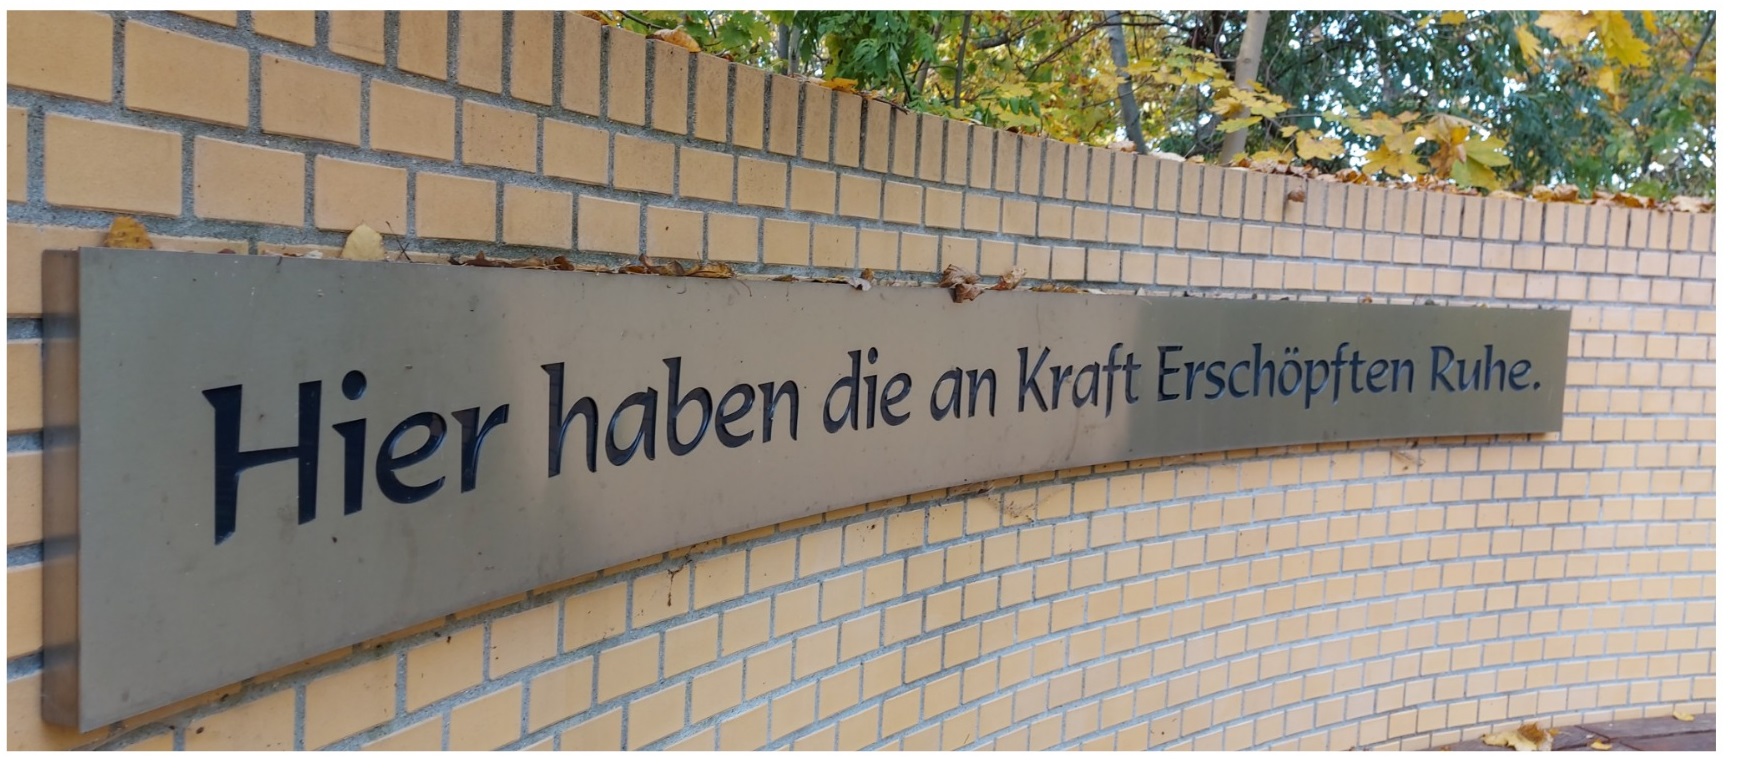 Hier haben die an Kraft Erschöpften Ruhe.